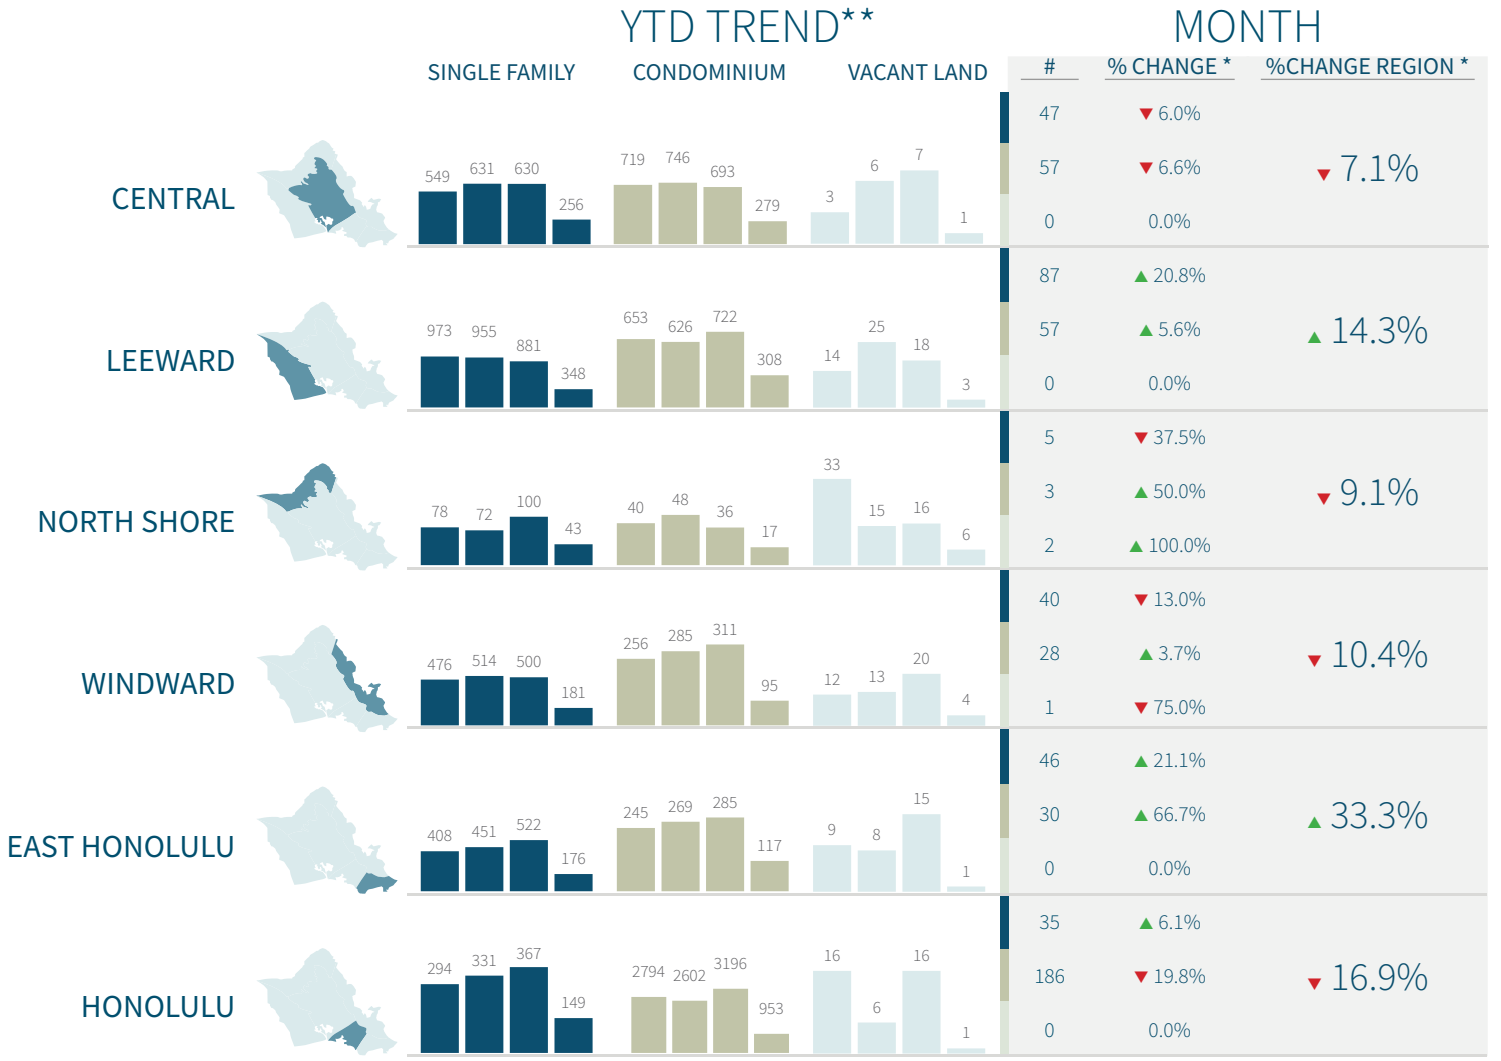 YTD TREND** MONTH
SINGLE FAMILY CONDOMINIUM VACANT LAND # % CHANGE * %CHANGE REGION *
CENTRAL
549 631 630 256
719 746 693 279
3 6 7 1
47 6.0%
57 6.6%
0 0.0%
7.1%
LEEWARD
973 955 881 348
653 626 722 308
14 25 18 3
87 20.8%
57 5.6%
0 0.0%
14.3%
NORTH SHORE
78 72 100 43
40 48 36 17
33 15 16 6
5 37.5%
3 50.0%
2 100.0%
9.1%
WINDWARD
476 514 500 181
256 285 311 95
12 13 20 4
40 13.0%
28 3.7%
1 75.0%
10.4%
EAST HONOLULU
408 451 522 176
245 269 285 117
9 8 15 1
46 21.1%
30 66.7%
0 0.0%
33.3%
HONOLULU
294 331 367 149
2794 2602 3196 953
16 6 16 1
35 6.1%
186 19.8%
0 0.0%
16.9%